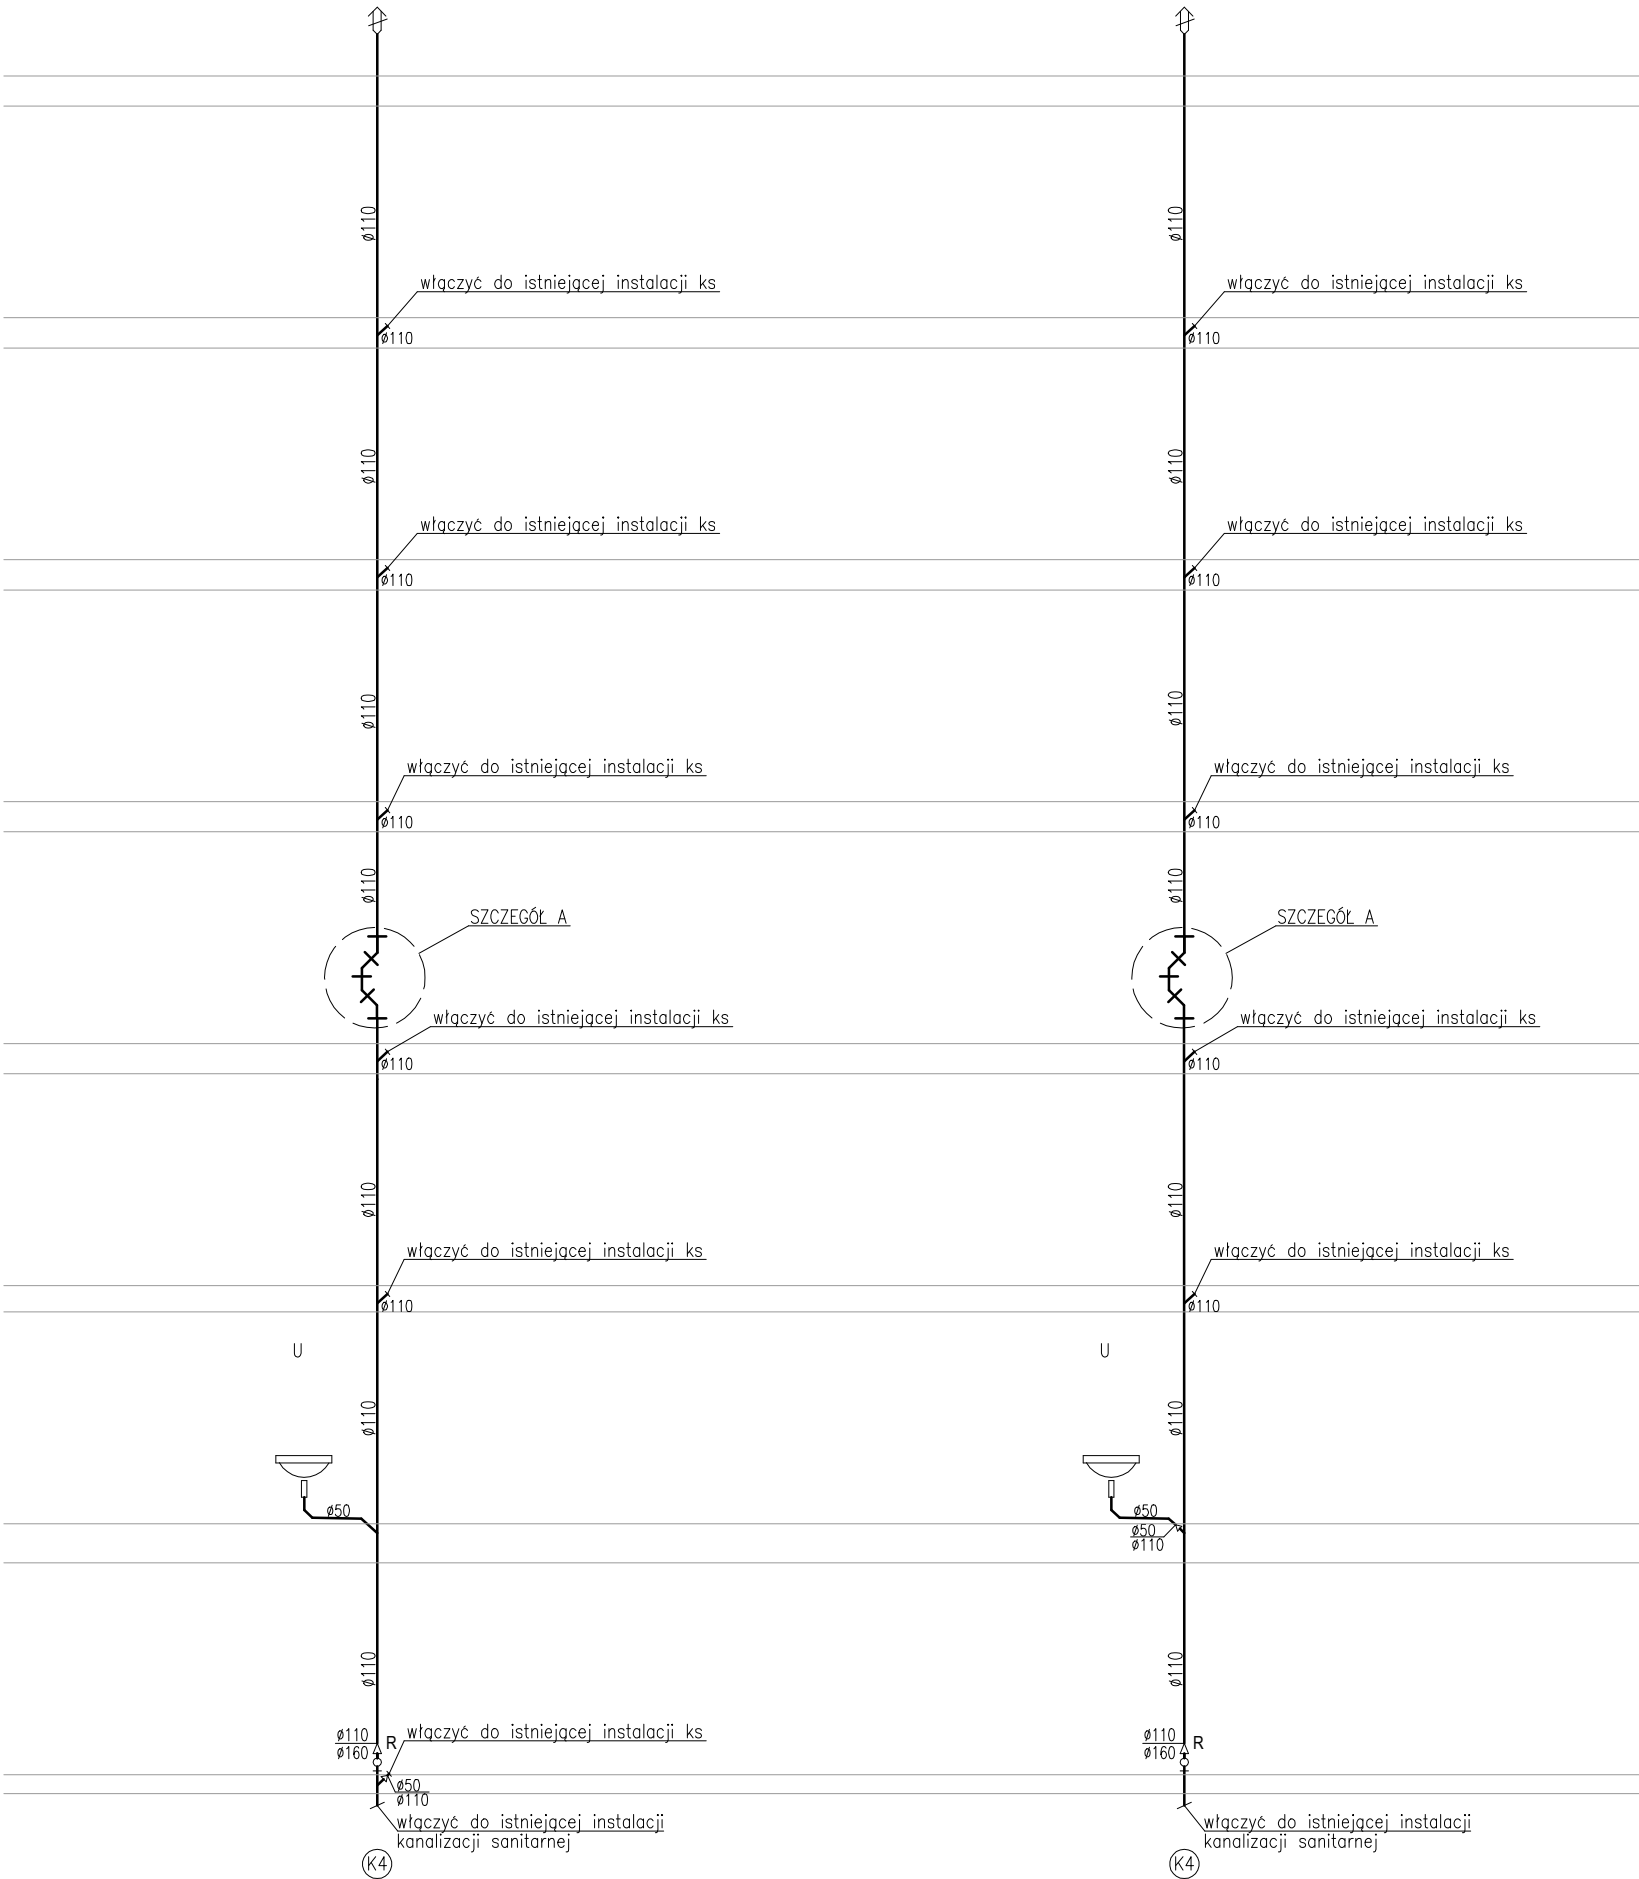 ø110
ø110
włączyć do istniejącej instalacji ks
włączyć do istniejącej instalacji ks
ø110
ø110
ø110
ø110
włączyć do istniejącej instalacji ks
włączyć do istniejącej instalacji ks
ø110
ø110
ø110
ø110
włączyć do istniejącej instalacji ks
włączyć do istniejącej instalacji ks
ø110
ø110
ø110
ø110
SZCZEGÓŁ A
SZCZEGÓŁ A
włączyć do istniejącej instalacji ks
włączyć do istniejącej instalacji ks
ø110
ø110
ø110
ø110
włączyć do istniejącej instalacji ks
włączyć do istniejącej instalacji ks
ø110
ø110
U
U
ø110
ø110
ø50
ø50
ø50
ø110
ø110
ø110
ø110
ø160
R
włączyć do istniejącej instalacji ks
ø110
ø160
R
ø50
ø110
włączyć do istniejącej instalacji
kanalizacji sanitarnej
włączyć do istniejącej instalacji
kanalizacji sanitarnej
K4
K4